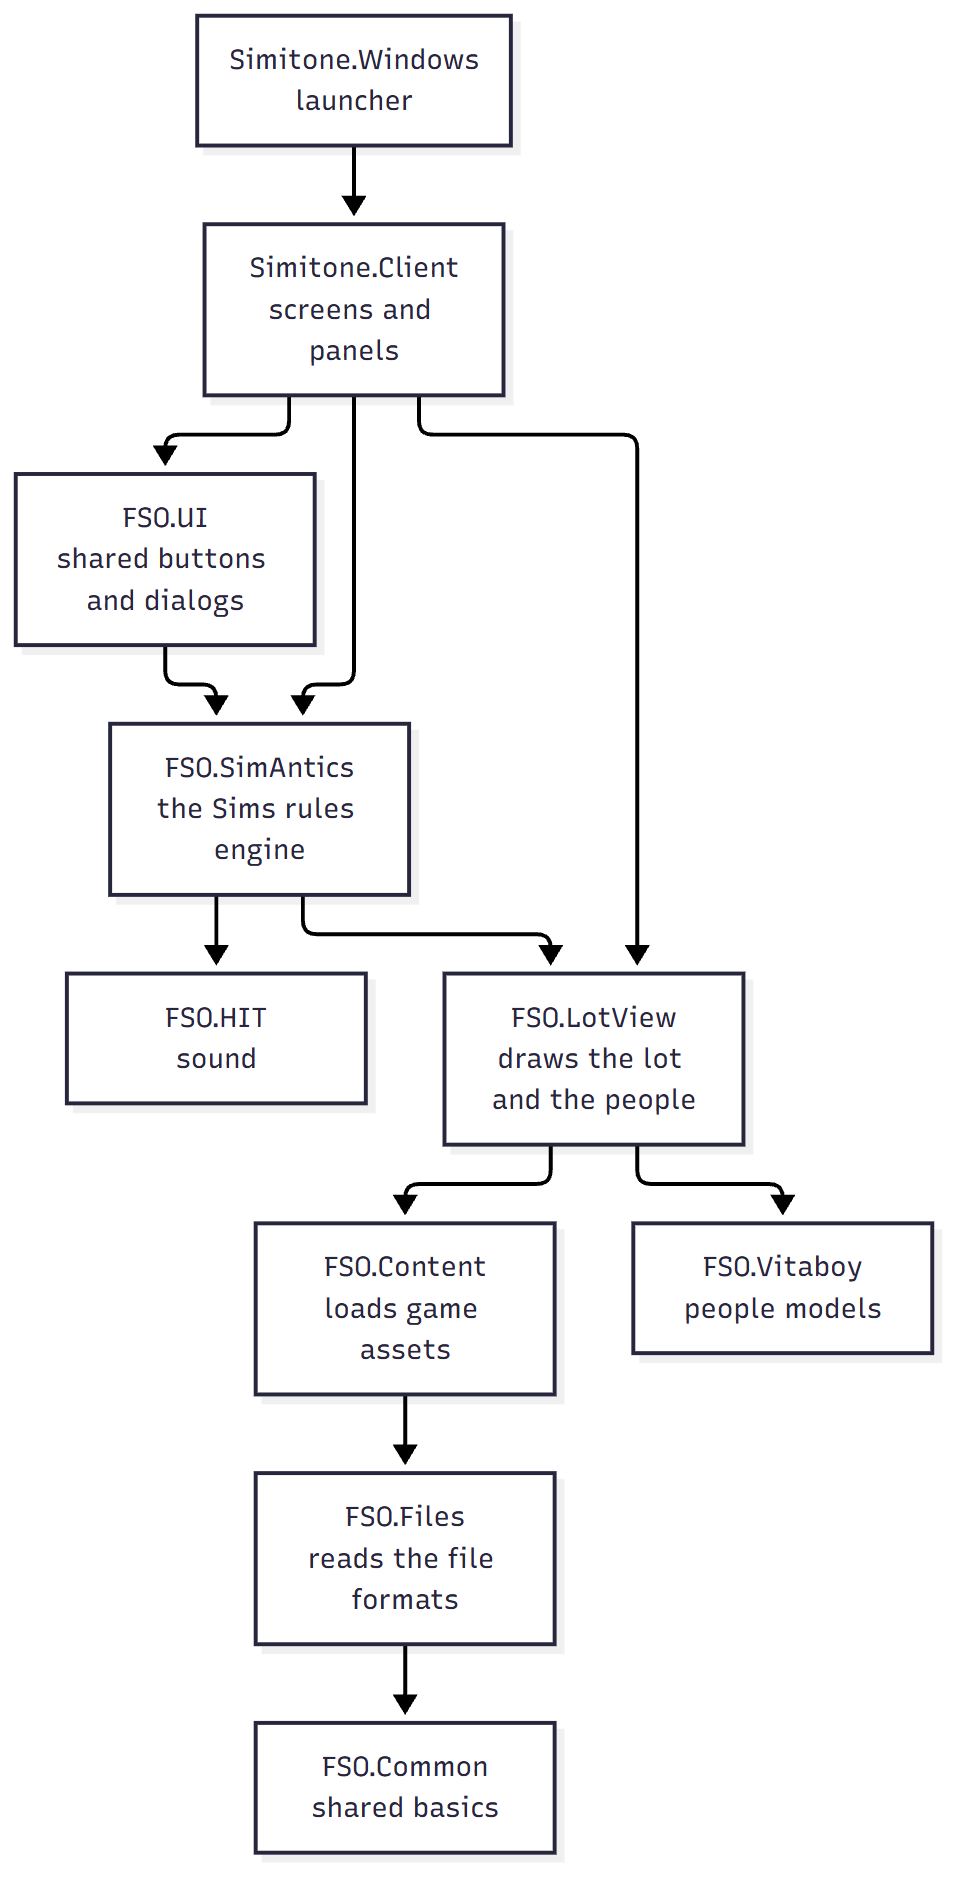 Simitone.Windows
launcher
Simitone.Client
screens and
panels
FSO.UI
shared buttons
and dialogs
FSO.SimAntics
the Sims rules
engine
FSO.HIT
sound
FSO.LotView
draws the lot
and the people
FSO.Content
loads game
assets
FSO.Vitaboy
people models
FSO.Files
reads the file
formats
FSO.Common
shared basics